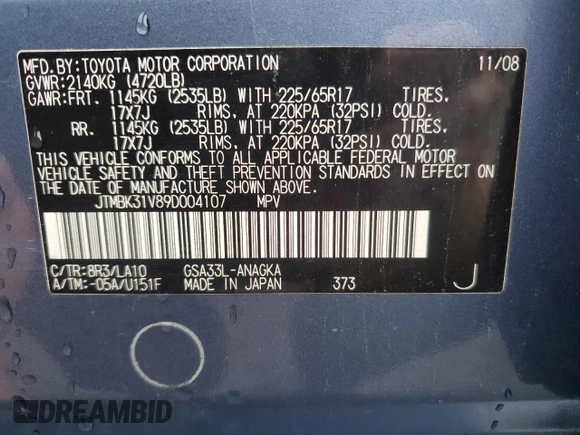 MFD.BY:TOYOTA MOTOR CORPORATION 11/08
GVWR:2140KG (4720LB)
GAWR:FRT. 1145KG (2535LB) WITH 225/65R17 TIRES.
17X7J RIMS. AT 220KPA (32PSI) COLD.
RR. 1145KG (2535LB) WITH 225/65R17 TIRES.
17X7J RIMS. AT 220KPA (32PSI) COLD.
THIS VEHICLE CONFORMS TO ALL APPLICABLE FEDERAL MOTOR
VEHICLE SAFETY AND THEFT PREVENTION STANDARDS IN EFFECT ON
THE DATE OF MANUFACTURE SHOWN ABOVE.
JTMBK31V89D004107 MPV
C/TR:8R3/LA10 GSA33L-ANAGKA
A/TM:-05A/U151F MADE IN JAPAN 373 J
DREAMBID